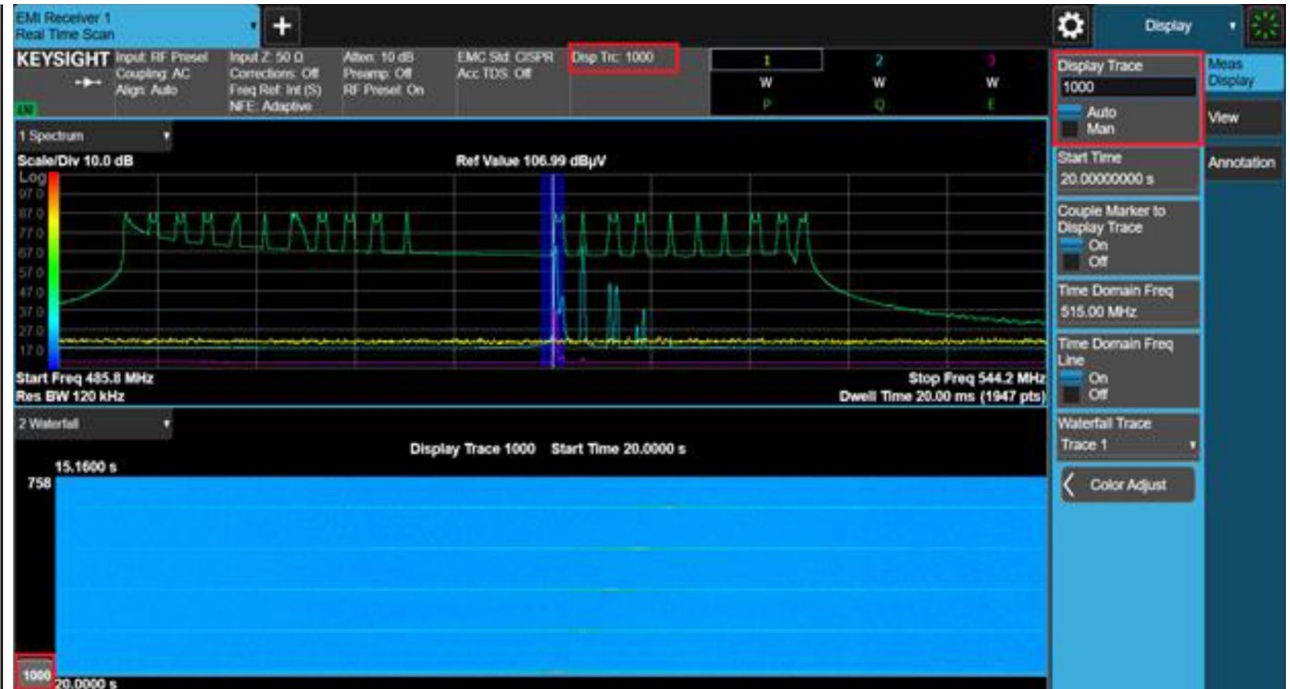 EMI Receiver 1
Real Time Scan
Display
KEYSIGHT
Input: RF Presel
Coupling: AC
Align: Auto
Input Z: 50 Ω
Corrections: Off
Freq Ref: Int (S)
NFE: Adaptive
Atten: 10 dB
Preamp: Off
RF Presel: On
EMC Std: CISPR
Acc TDS: Off
Disp Trc: 1000
1 2 3
W W W
P Q E
LXI
1 Spectrum
Scale/Div 10.0 dB
Ref Value 106.99 dBµV
Log
97.0
87.0
77.0
67.0
57.0
47.0
37.0
27.0
17.0
Start Freq 485.8 MHz
Stop Freq 544.2 MHz
Res BW 120 kHz
Dwell Time 20.00 ms (1947 pts)
2 Waterfall
Display Trace 1000 Start Time 20.0000 s
15.1600 s
758
1000
20.0000 s
Display Trace
1000
Auto
Man
Start Time
20.00000000 s
Couple Marker to
Display Trace
On
Off
Time Domain Freq
515.00 MHz
Time Domain Freq
Line
On
Off
Waterfall Trace
Trace 1
Color Adjust
Meas
Display
View
Annotation